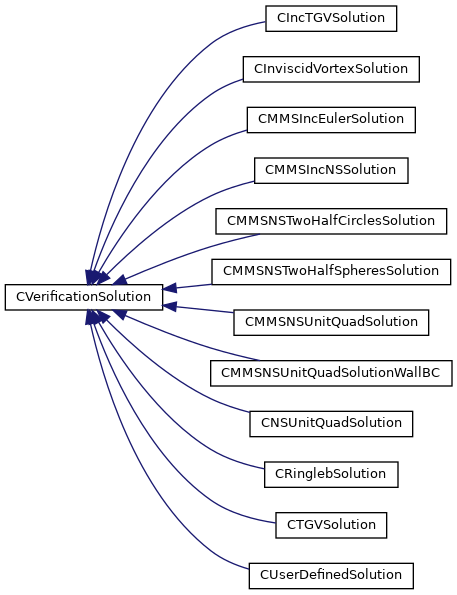 CIncTGVSolution
CInviscidVortexSolution
CMMSIncEulerSolution
CMMSIncNSSolution
CMMSNSTwoHalfCirclesSolution
CMMSNSTwoHalfSpheresSolution
CVerificationSolution
CMMSNSUnitQuadSolution
CMMSNSUnitQuadSolutionWallBC
CNSUnitQuadSolution
CRinglebSolution
CTGVSolution
CUserDefinedSolution